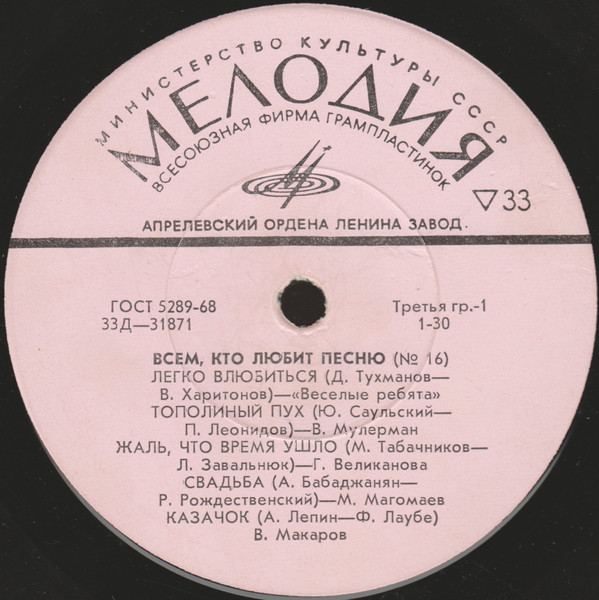 МИНИСТЕРСТВО КУЛЬТУРЫ СССР
МЕЛОДИЯ
ВСЕСОЮЗНАЯ ФИРМА ГРАМПЛАСТИНОК
▽33
АПРЕЛЕВСКИЙ ОРДЕНА ЛЕНИНА ЗАВОД.
ГОСТ 5289-68 Третья гр.-1
33Д—31871 1-30
ВСЕМ, КТО ЛЮБИТ ПЕСНЮ (№ 16)
ЛЕГКО ВЛЮБИТЬСЯ (Д. Тухманов—
В. Харитонов)—«Веселые ребята»
ТОПОЛИНЫЙ ПУХ (Ю. Саульский—
П. Леонидов)—В. Мулерман
ЖАЛЬ, ЧТО ВРЕМЯ УШЛО (М. Табачников—
Л. Завальнюк)—Г. Великанова
СВАДЬБА (А. Бабаджанян—
Р. Рождественский)—М. Магомаев
КАЗАЧОК (А. Лепин—Ф. Лаубе)
В. Макаров